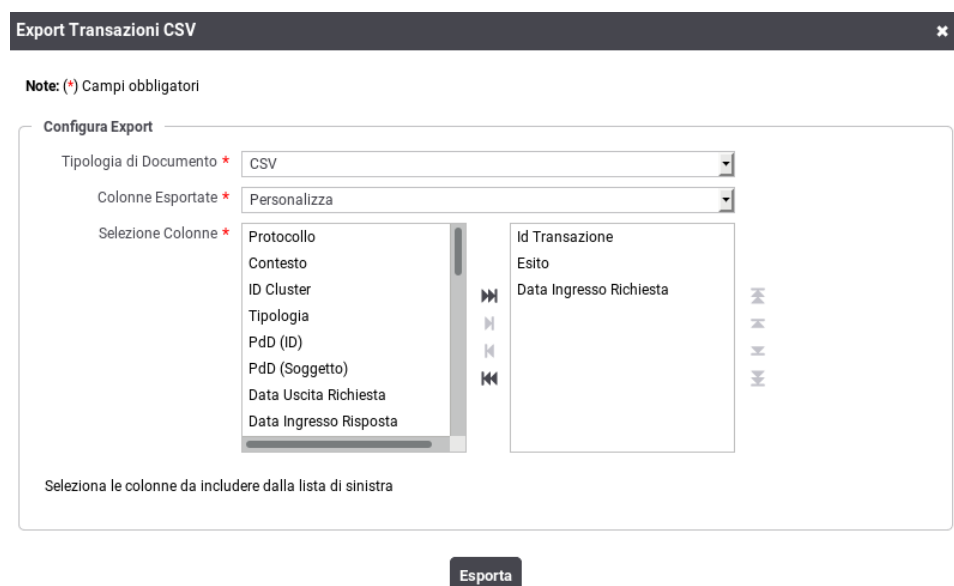 Export Transazioni CSV
Note: (*) Campi obbligatori
Configura Export
Tipologia di Documento * CSV
Colonne Esportate * Personalizza
Selezione Colonne *
Protocollo
Contesto
ID Cluster
Tipologia
PdD (ID)
PdD (Soggetto)
Data Uscita Richiesta
Data Ingresso Risposta
Id Transazione
Esito
Data Ingresso Richiesta
Seleziona le colonne da includere dalla lista di sinistra
Esporta